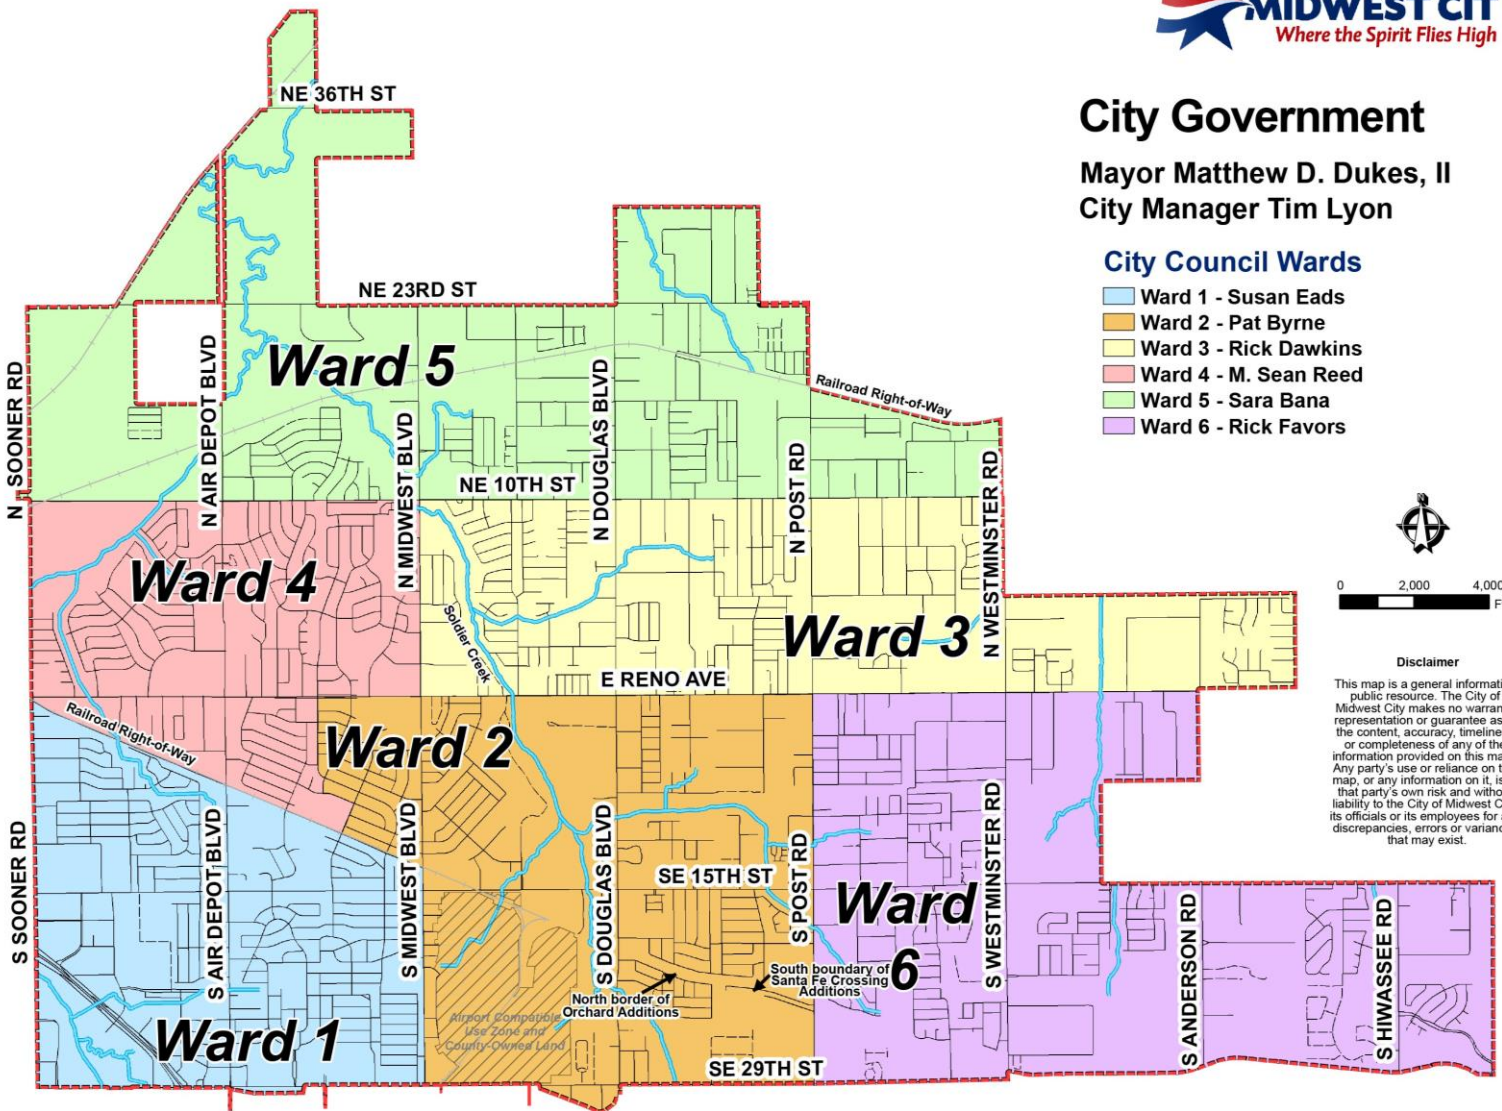 MIDWEST CIT
Where the Spirit Flies High
City Government
Mayor Matthew D. Dukes, II
City Manager Tim Lyon
City Council Wards
Ward 1 - Susan Eads
Ward 2 - Pat Byrne
Ward 3 - Rick Dawkins
Ward 4 - M. Sean Reed
Ward 5 - Sara Bana
Ward 6 - Rick Favors
0 2,000 4,000
F
Disclaimer
This map is a general informati
public resource. The City of
Midwest City makes no warran
representation or guarantee as
the content, accuracy, timeline
or completeness of any of the
information provided on this ma
Any party's use or reliance on t
map, or any information on it, is
that party's own risk and witho
liability to the City of Midwest C
its officials or its employees for a
discrepancies, errors or varianc
that may exist.
NE 36TH ST
NE 23RD ST
Ward 5
N SOONER RD
N AIR DEPOT BLVD
N MIDWEST BLVD
N DOUGLAS BLVD
N POST RD
N WESTMINSTER RD
Railroad Right-of-Way
NE 10TH ST
Ward 4
Soldier Creek
Ward 3
E RENO AVE
Railroad Right-of-Way
Ward 2
S SOONER RD
S AIR DEPOT BLVD
S MIDWEST BLVD
S DOUGLAS BLVD
S POST RD
S WESTMINSTER RD
S ANDERSON RD
S HIWASSEE RD
SE 15TH ST
Ward
6
North border of
Orchard Additions
South boundary of
Santa Fe Crossing
Additions
Airport Compatible
Use Zone and
County-Owned Land
Ward 1
SE 29TH ST